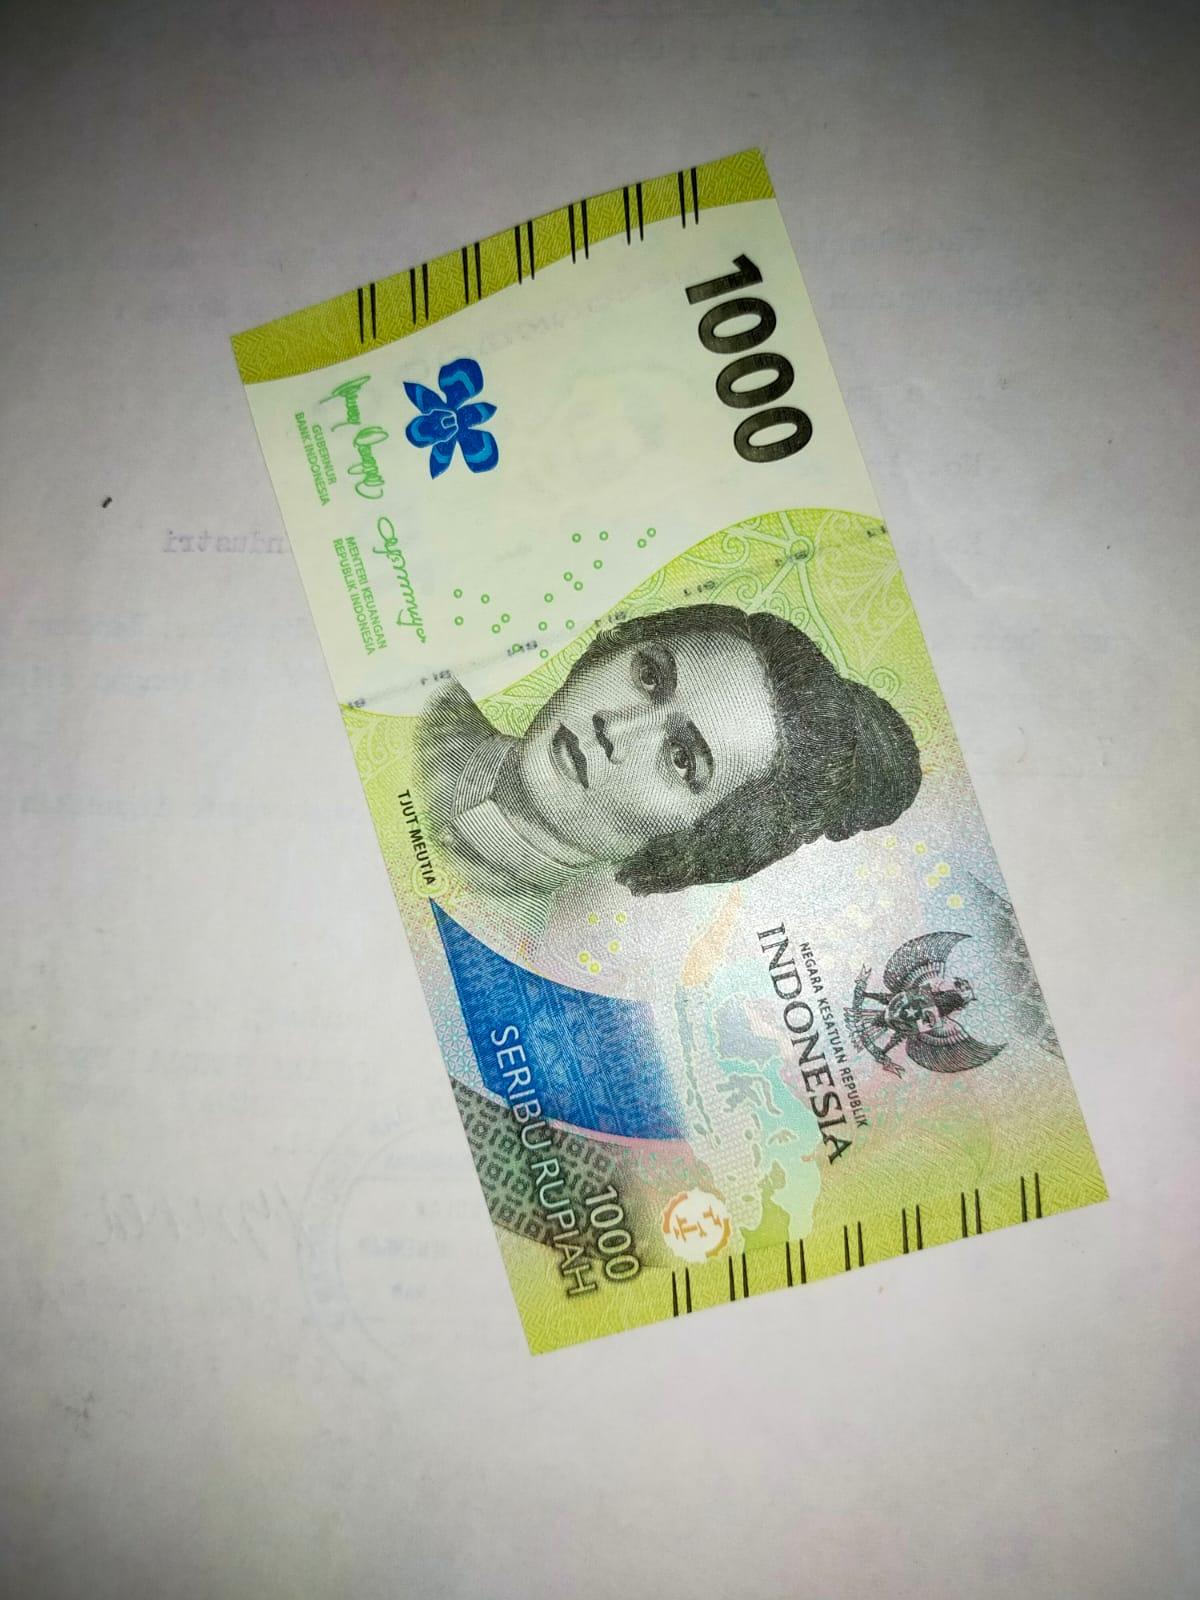 1000
GUBERNUR
BANK INDONESIA
MENTERI KEUANGAN
REPUBLIK INDONESIA
TJUT MEUTIA
NEGARA KESATUAN REPUBLIK
INDONESIA
SERIBU RUPIAH
1000